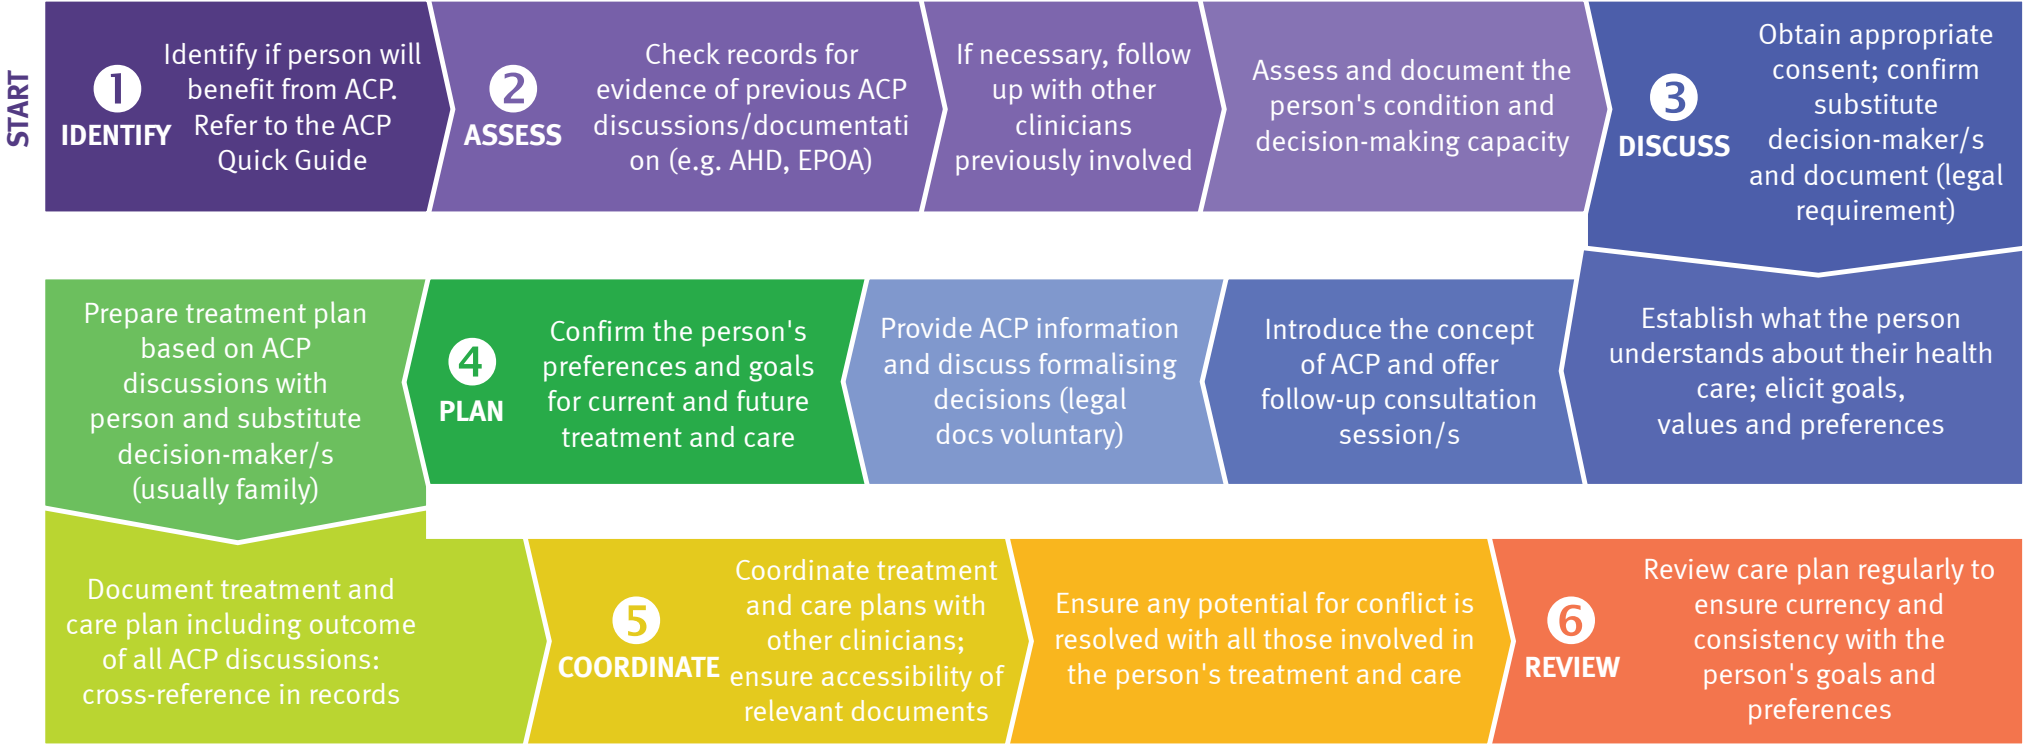 START
1
IDENTIFY
Identify if person will
benefit from ACP.
Refer to the ACP
Quick Guide
2
ASSESS
Check records for
evidence of previous ACP
discussions/documentati
on (e.g. AHD, EPOA)
If necessary, follow
up with other
clinicians
previously involved
Assess and document the
person's condition and
decision-making capacity
3
DISCUSS
Obtain appropriate
consent; confirm
substitute
decision-maker/s
and document (legal
requirement)
Establish what the person
understands about their health
care; elicit goals,
values and preferences
Introduce the concept
of ACP and offer
follow-up consultation
session/s
Provide ACP information
and discuss formalising
decisions (legal
docs voluntary)
4
PLAN
Confirm the person's
preferences and goals
for current and future
treatment and care
Prepare treatment plan
based on ACP
discussions with
person and substitute
decision-maker/s
(usually family)
Document treatment and
care plan including outcome
of all ACP discussions:
cross-reference in records
5
COORDINATE
Coordinate treatment
and care plans with
other clinicians;
ensure accessibility of
relevant documents
Ensure any potential for conflict is
resolved with all those involved in
the person's treatment and care
6
REVIEW
Review care plan regularly to
ensure currency and
consistency with the
person's goals and
preferences